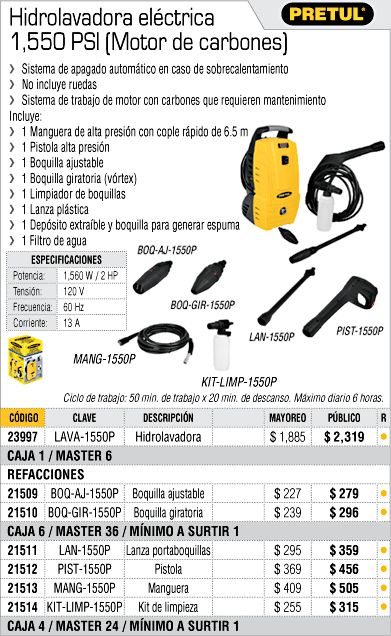 Hidrolavadora eléctrica
1,550 PSI (Motor de carbones)
PRETUL
› Sistema de apagado automático en caso de sobrecalentamiento
› No incluye ruedas
› Sistema de trabajo de motor con carbones que requieren mantenimiento
Incluye:
› 1 Manguera de alta presión con cople rápido de 6.5 m
› 1 Pistola alta presión
› 1 Boquilla ajustable
› 1 Boquilla giratoria (vórtex)
› 1 Limpiador de boquillas
› 1 Lanza plástica
› 1 Depósito extraíble y boquilla para generar espuma
› 1 Filtro de agua
ESPECIFICACIONES
Potencia: 1,560 W / 2 HP
Tensión: 120 V
Frecuencia: 60 Hz
Corriente: 13 A
BOQ-AJ-1550P
BOQ-GIR-1550P
LAN-1550P
PIST-1550P
MANG-1550P
KIT-LIMP-1550P
Ciclo de trabajo: 50 min. de trabajo x 20 min. de descanso. Máximo diario 6 horas.
CÓDIGO CLAVE DESCRIPCIÓN MAYOREO PÚBLICO R
23997 LAVA-1550P Hidrolavadora $ 1,885 $ 2,319
CAJA 1 / MASTER 6
REFACCIONES
21509 BOQ-AJ-1550P Boquilla ajustable $ 227 $ 279
21510 BOQ-GIR-1550P Boquilla giratoria $ 239 $ 296
CAJA 6 / MASTER 36 / MÍNIMO A SURTIR 1
21511 LAN-1550P Lanza portaboquillas $ 295 $ 359
21512 PIST-1550P Pistola $ 369 $ 456
21513 MANG-1550P Manguera $ 409 $ 505
21514 KIT-LIMP-1550P Kit de limpieza $ 255 $ 315
CAJA 4 / MASTER 24 / MÍNIMO A SURTIR 1